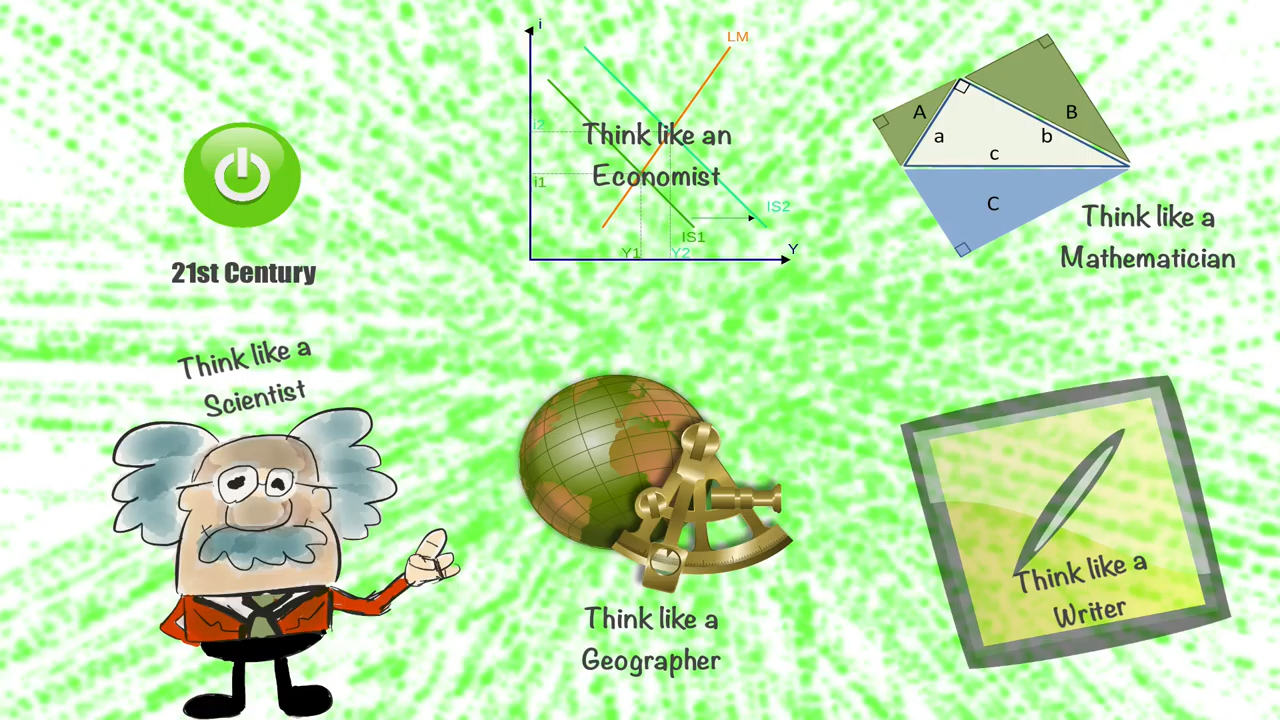 21st Century
i
LM
i2
i1
IS2
IS1
Y1
Y2
Y
Think like an
Economist
A
B
a
b
c
C
Think like a
Mathematician
Think like a
Scientist
Think like a
Geographer
Think like a
Writer